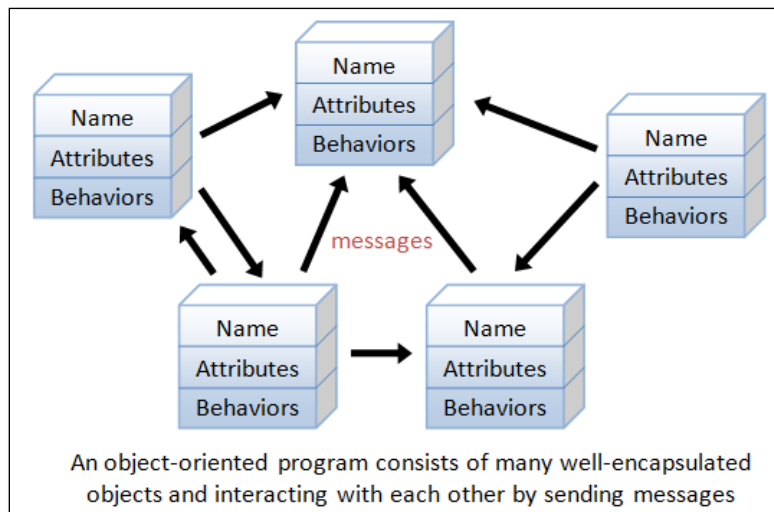 Name
Attributes
Behaviors
Name
Attributes
Behaviors
Name
Attributes
Behaviors
messages
Name
Attributes
Behaviors
Name
Attributes
Behaviors
An object-oriented program consists of many well-encapsulated
objects and interacting with each other by sending messages